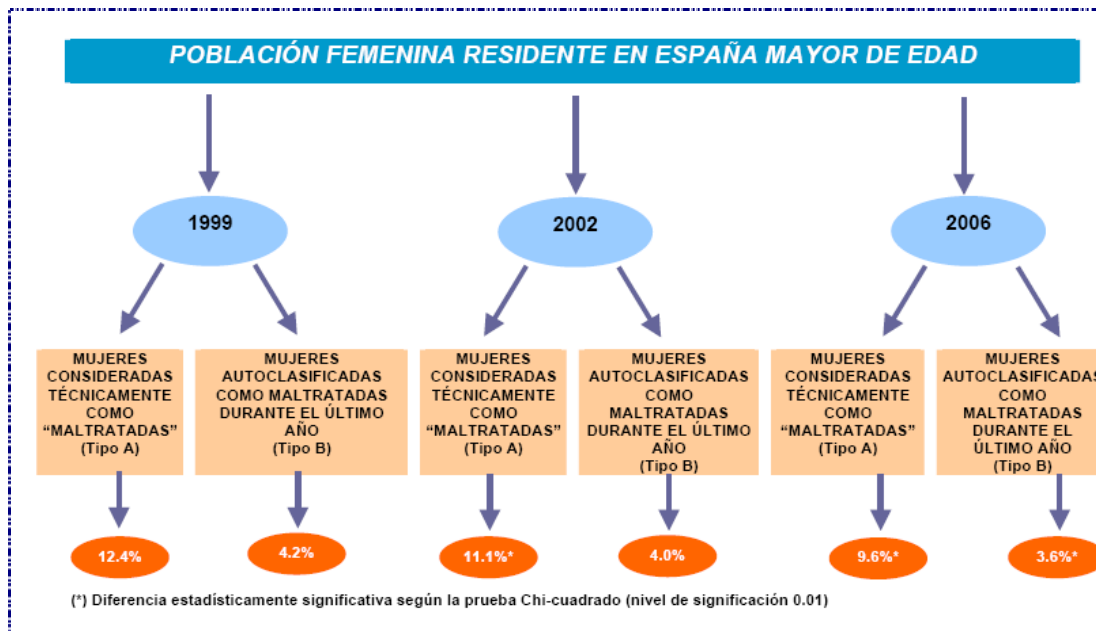 POBLACIÓN FEMENINA RESIDENTE EN ESPAÑA MAYOR DE EDAD
1999
2002
2006
MUJERES
CONSIDERADAS
TÉCNICAMENTE
COMO
“MALTRATADAS”
(Tipo A)
MUJERES
AUTOCLASIFICADAS
COMO MALTRATADAS
DURANTE EL ÚLTIMO
AÑO
(Tipo B)
MUJERES
CONSIDERADAS
TÉCNICAMENTE
COMO
“MALTRATADAS”
(Tipo A)
MUJERES
AUTOCLASIFICADAS
COMO
MALTRATADAS
DURANTE EL ÚLTIMO
AÑO
(Tipo B)
MUJERES
CONSIDERADAS
TÉCNICAMENTE
COMO
“MALTRATADAS”
(Tipo A)
MUJERES
AUTOCLASIFICADAS
COMO
MALTRATADAS
DURANTE EL
ÚLTIMO AÑO
(Tipo B)
12.4%
4.2%
11.1%*
4.0%
9.6%*
3.6%*
(*) Diferencia estadísticamente significativa según la prueba Chi-cuadrado (nivel de significación 0.01)